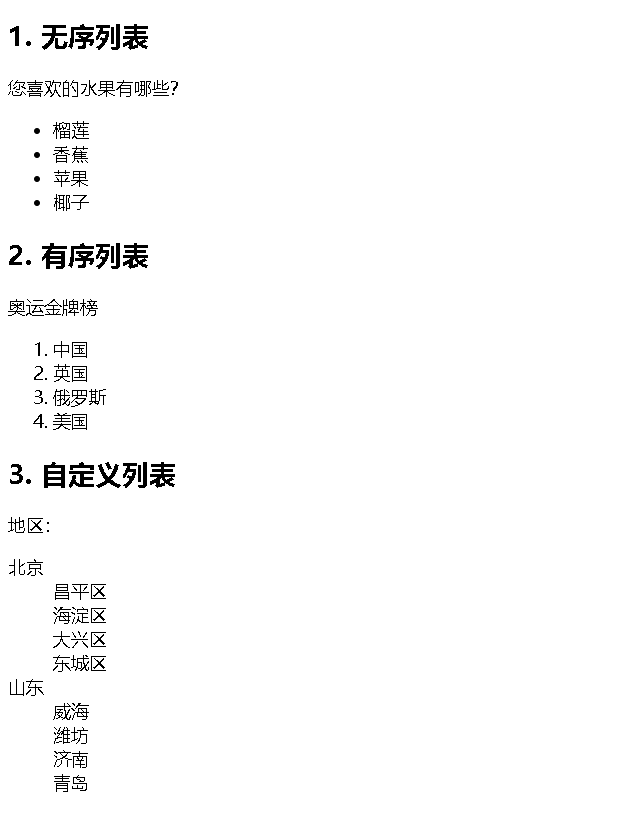 1. 无序列表
您喜欢的水果有哪些?
• 榴莲
• 香蕉
• 苹果
• 椰子
2. 有序列表
奥运金牌榜
1. 中国
2. 英国
3. 俄罗斯
4. 美国
3. 自定义列表
地区:
北京
昌平区
海淀区
大兴区
东城区
山东
威海
潍坊
济南
青岛